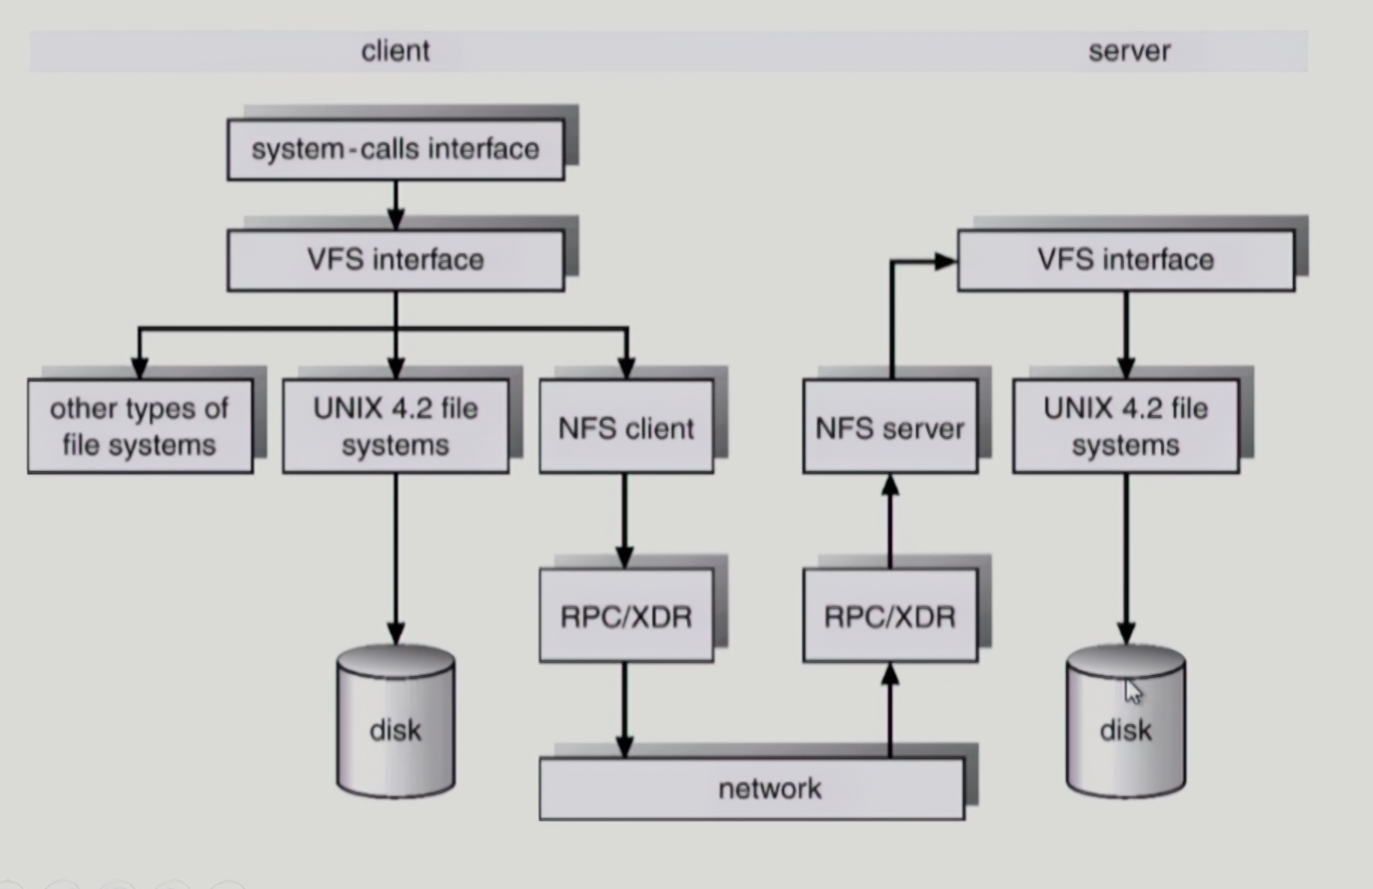 client
server
system-calls interface
VFS interface
VFS interface
other types of
file systems
UNIX 4.2 file
systems
NFS client
NFS server
UNIX 4.2 file
systems
RPC/XDR
RPC/XDR
disk
disk
network